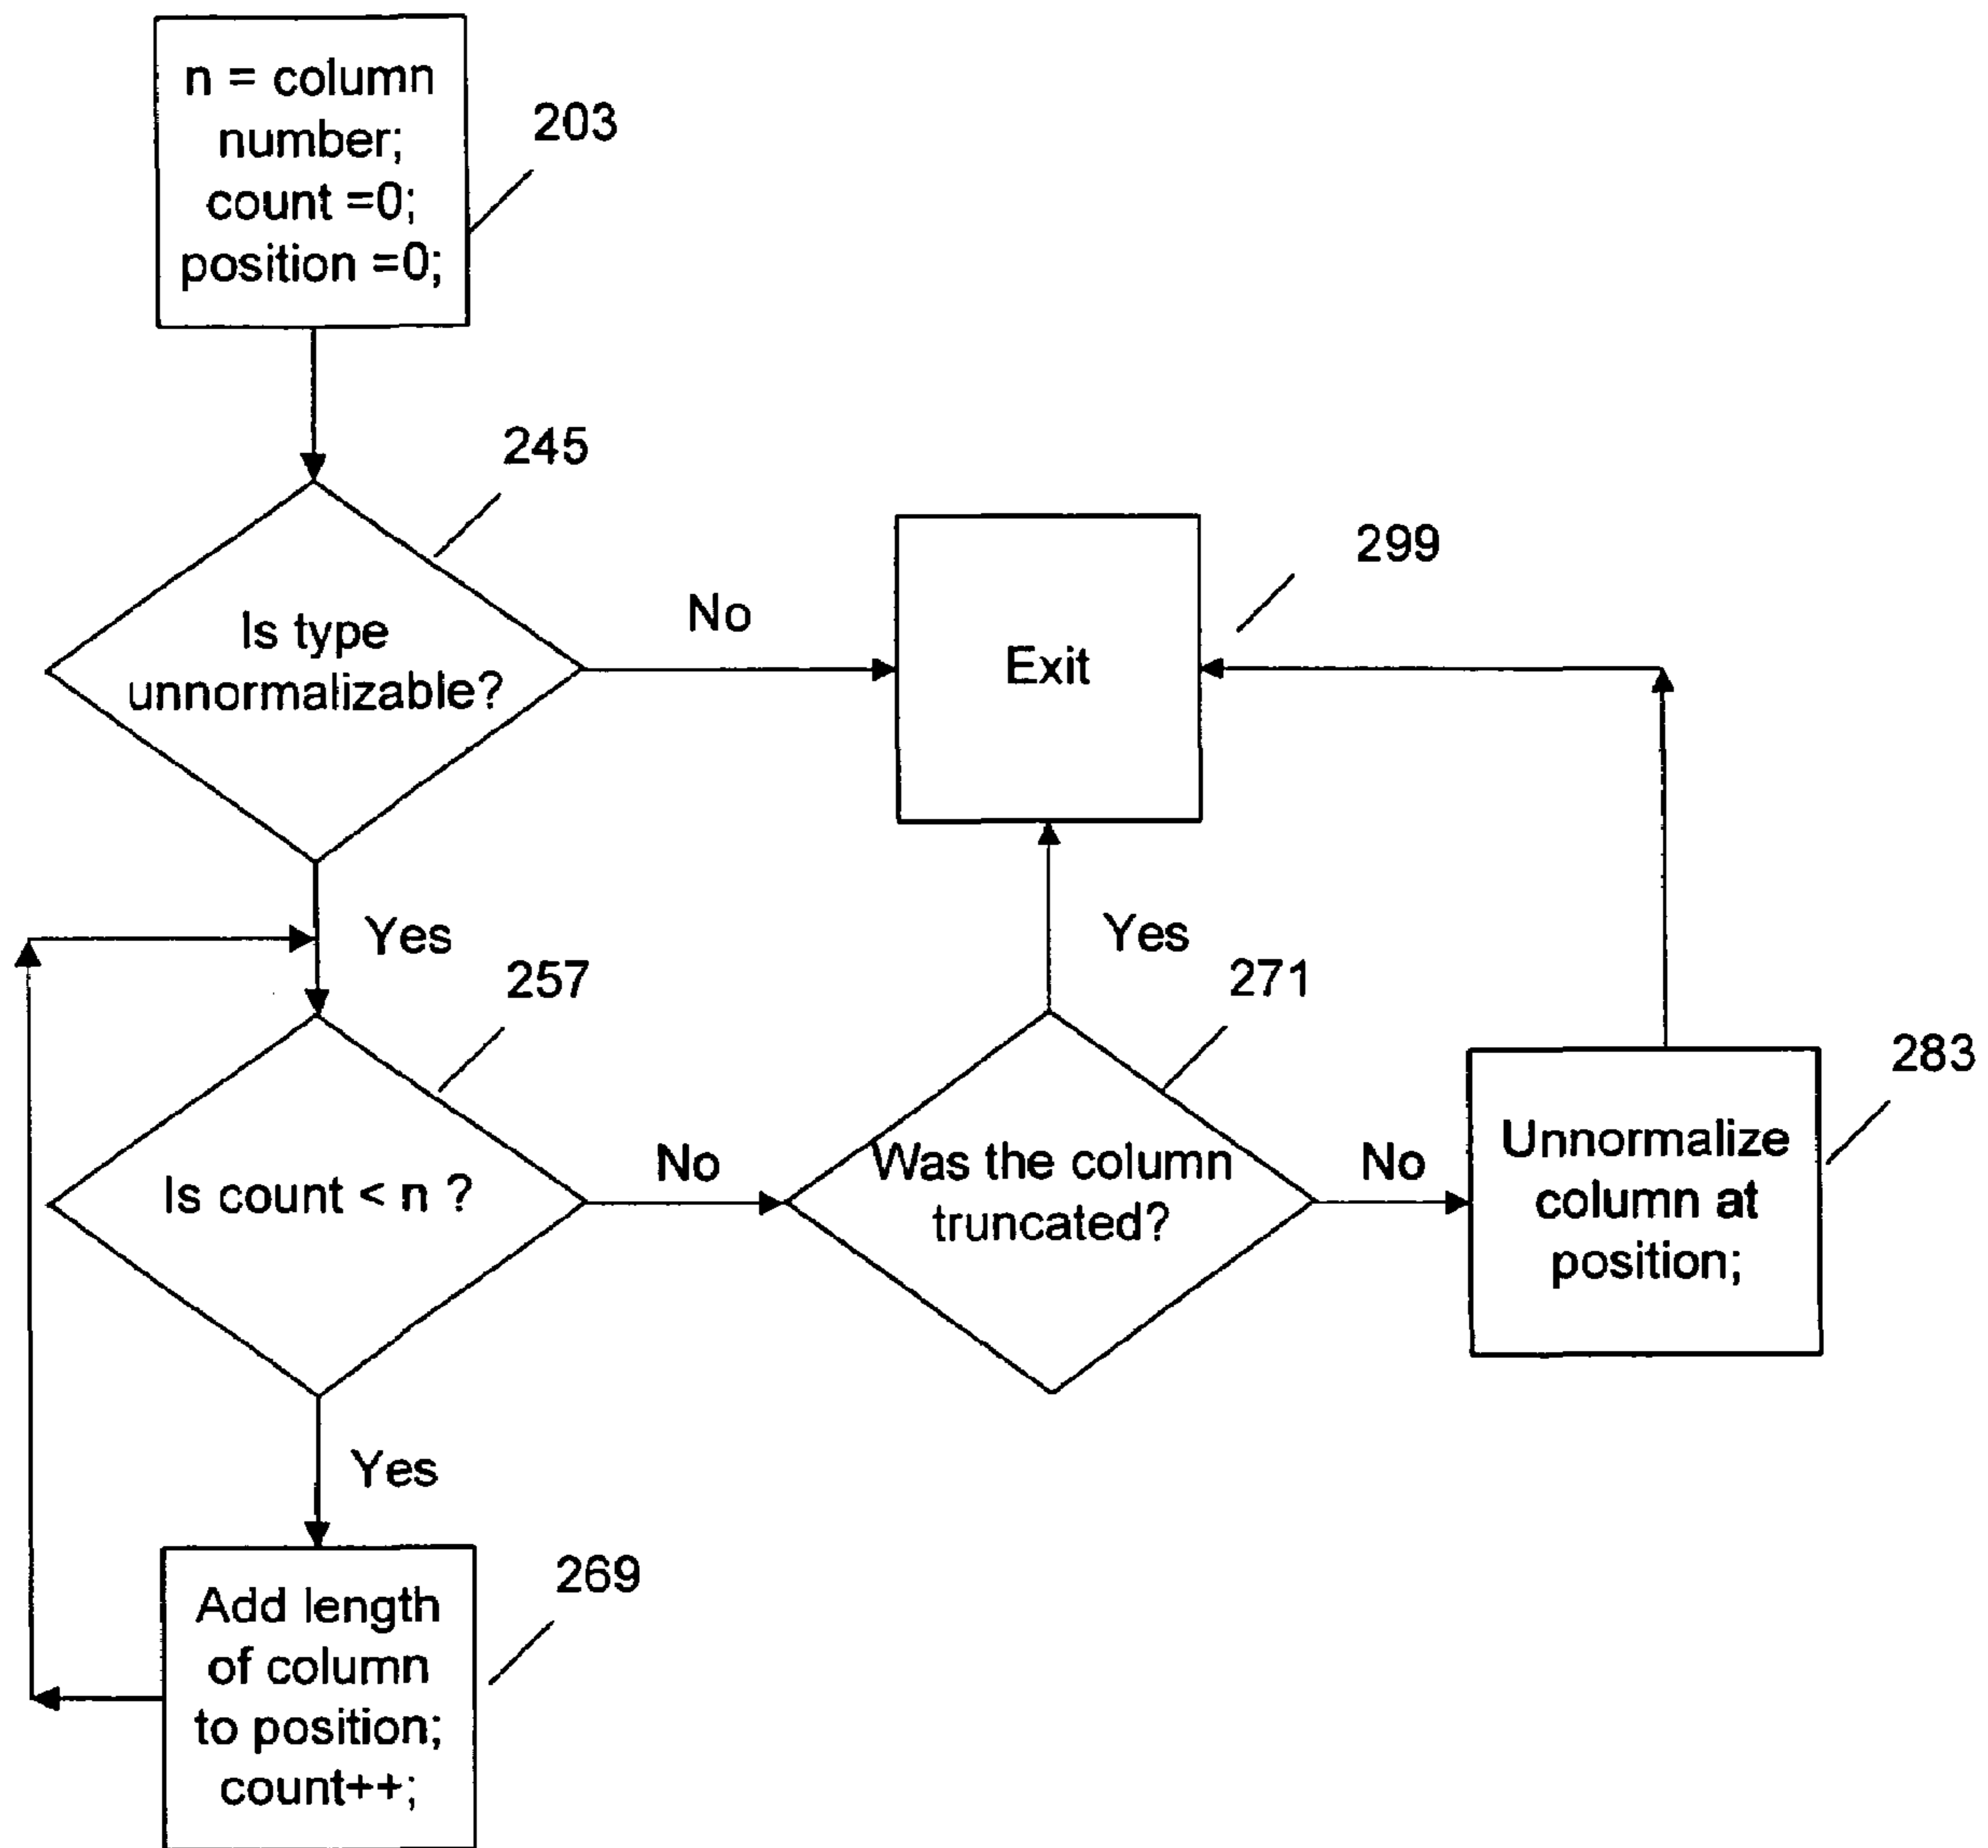 n = column
number;
count =0;
position =0;
203
245
Is type
unnormalizable?
No
Exit
299
Yes
257
Is count < n ?
No
Yes
271
Was the column
truncated?
No
283
Unnormalize
column at
position;
Yes
269
Add length
of column
to position;
count++;